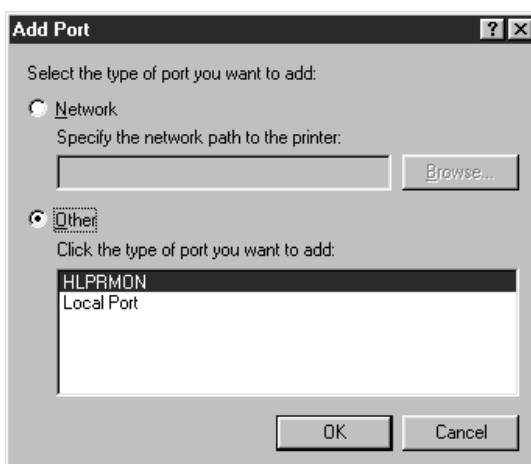 Add Port
Select the type of port you want to add:
Network
Specify the network path to the printer:
Browse...
Other
Click the type of port you want to add:
HLPRMON
Local Port
OK
Cancel